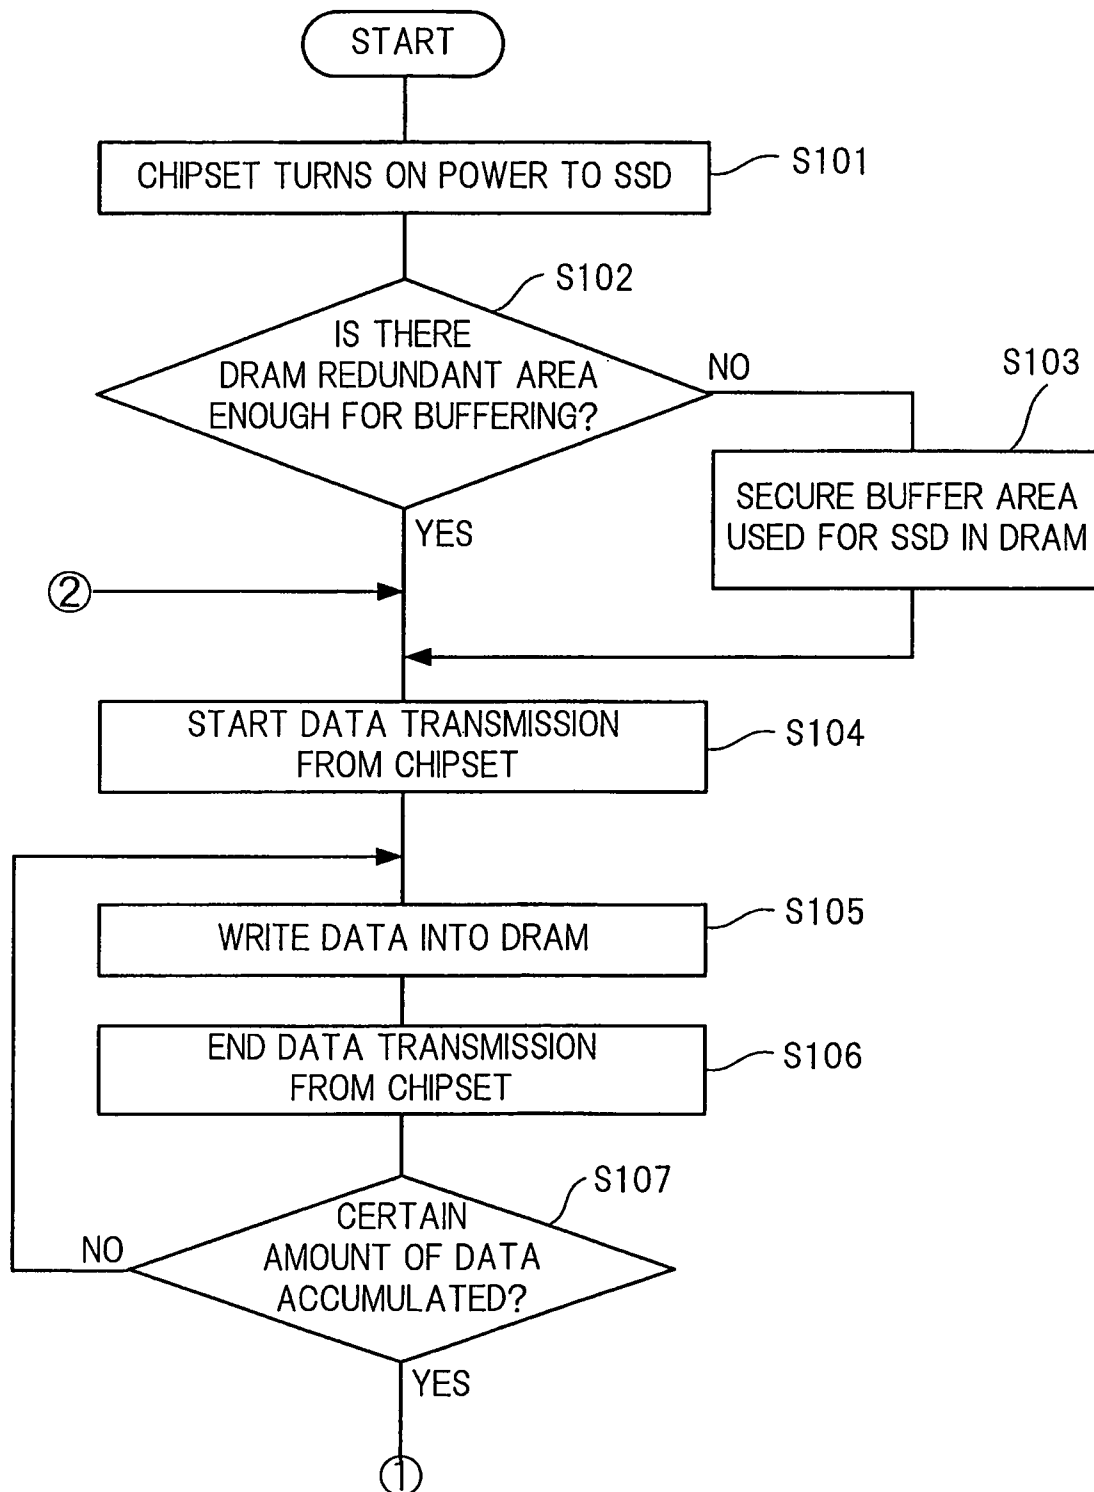 START
CHIPSET TURNS ON POWER TO SSD
S101
S102
IS THERE
DRAM REDUNDANT AREA
ENOUGH FOR BUFFERING?
NO
S103
SECURE BUFFER AREA
USED FOR SSD IN DRAM
YES
②
START DATA TRANSMISSION
FROM CHIPSET
S104
WRITE DATA INTO DRAM
S105
END DATA TRANSMISSION
FROM CHIPSET
S106
S107
CERTAIN
AMOUNT OF DATA
ACCUMULATED?
NO
YES
①